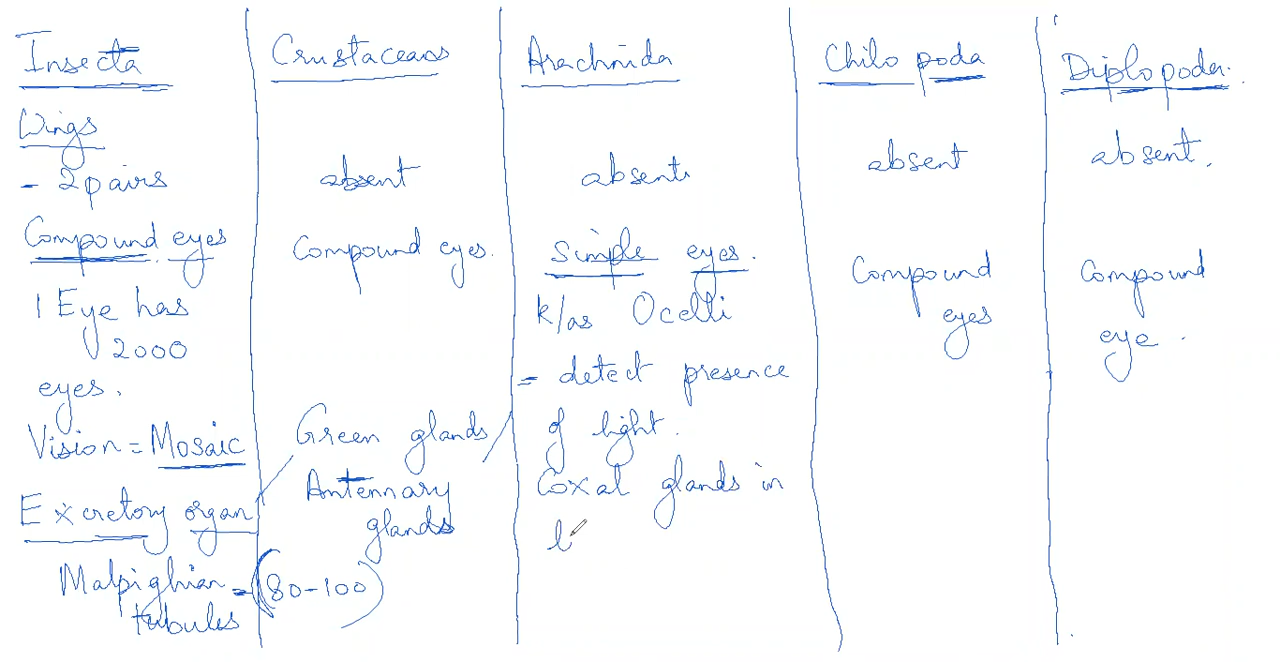 Insecta
Wings
- 2 pairs
Compound eyes
1 Eye has
2000
eyes.
Vision = Mosaic
Excretory organ
Malpighian = (80-100)
tubules
Crustaceans
absent
Compound eyes.
Green glands /
Antennary
glands
Arachnida
absent.
Simple eyes.
k/as Ocelli
= detect presence
of light.
Coxal glands in
l
Chilopoda
absent
Compound
eyes
Diplopoda.
absent.
Compound
eye.